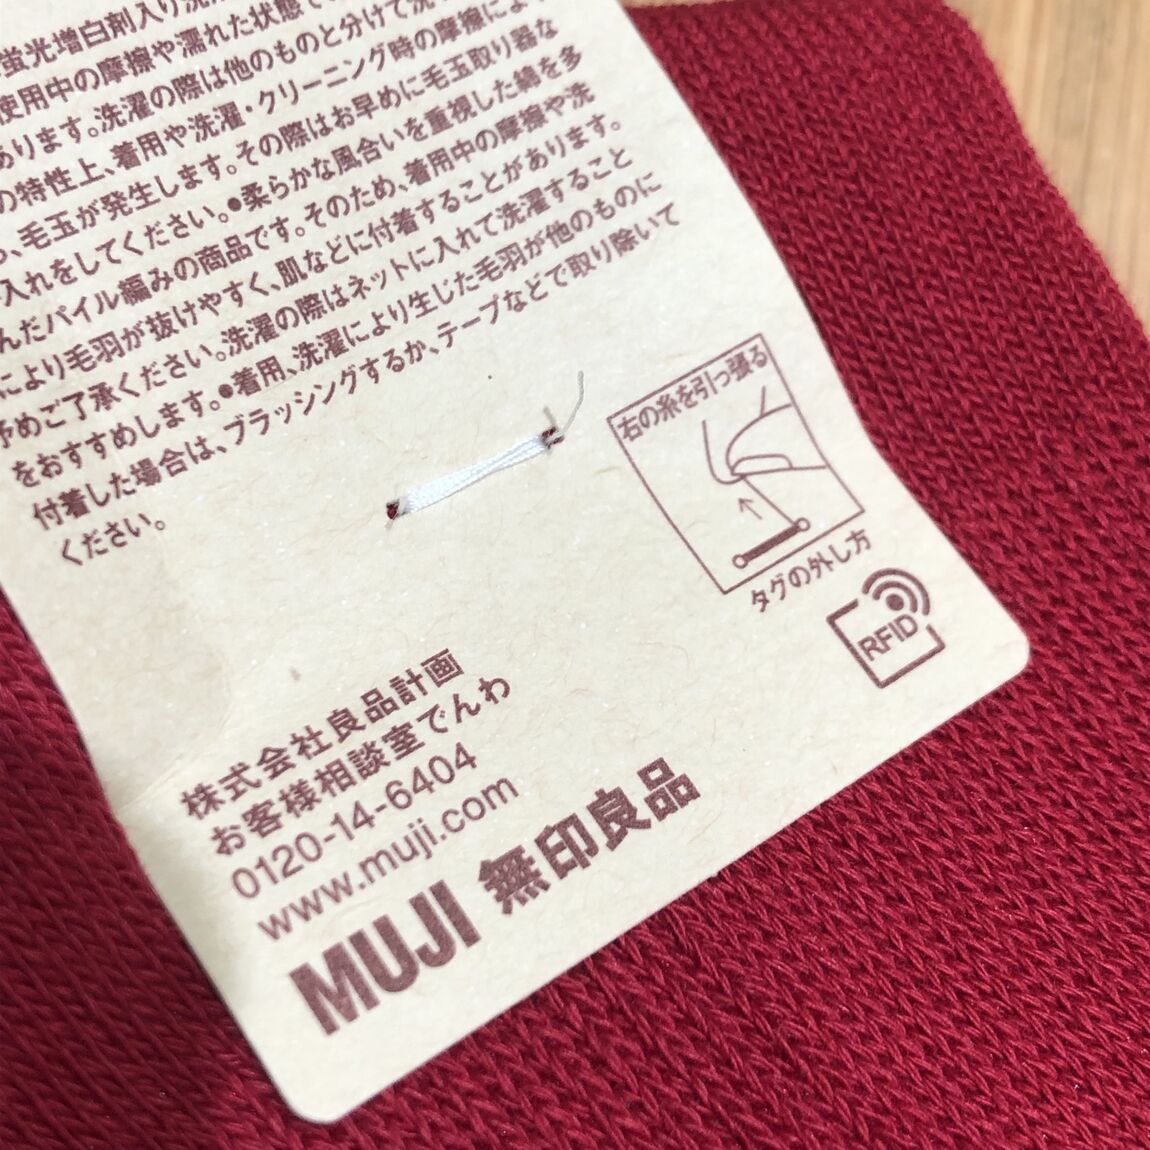 蛍光増白剤入り洗
使用中の摩擦や濡れた状態で
あります。洗濯の際は他のものと分けて洗
の特性上、着用や洗濯・クリーニング時の摩擦によ
、毛玉が発生します。その際はお早めに毛玉取り器な
入れをしてください。●柔らかな風合いを重視した綿を多
んだパイル編みの商品です。そのため、着用中の摩擦や洗
により毛羽が抜けやすく、肌などに付着することがあります。
予めご了承ください。洗濯の際はネットに入れて洗濯すること
をおすすめします。●着用、洗濯により生じた毛羽が他のものに
付着した場合は、ブラッシングするか、テープなどで取り除いて
ください。
右の糸を引っ張る
タグの外し方
RFID
株式会社良品計画
お客様相談室でんわ
0120-14-6404
www.muji.com
MUJI 無印良品